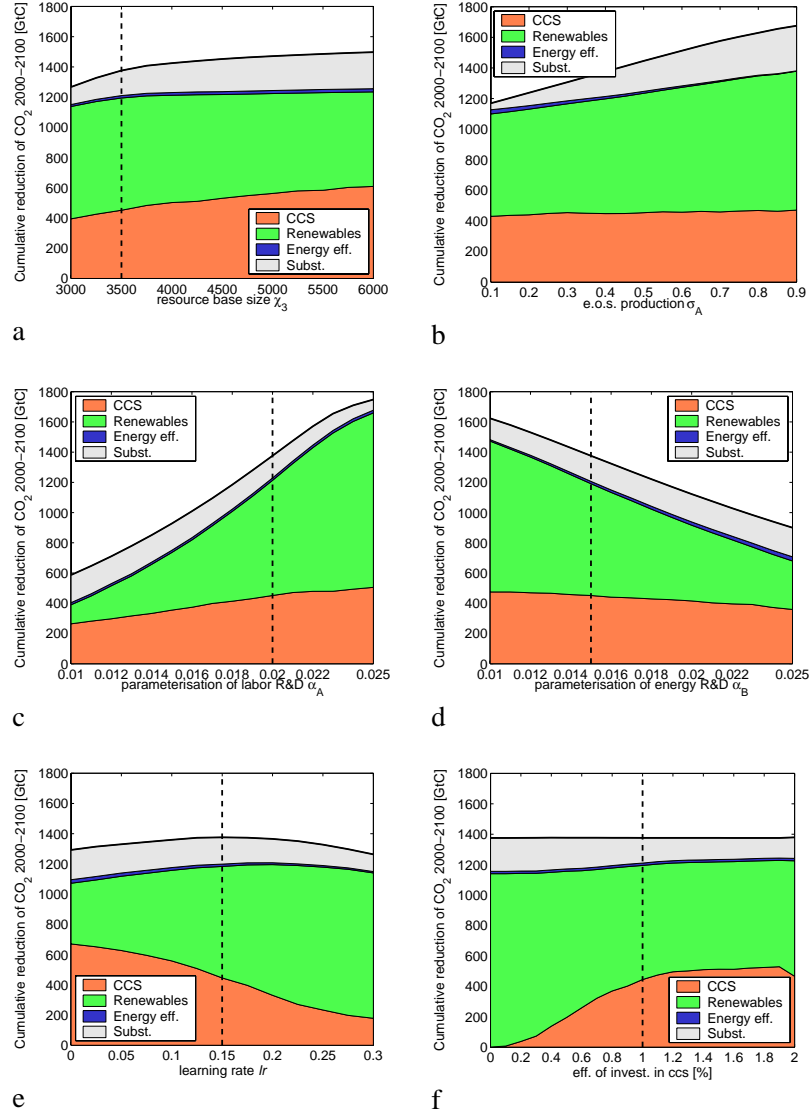 Cumulative reduction of CO2 2000−2100 [GtC]
1800
1600
1400
1200
1000
800
600
400
200
0
CCS
Renewables
Energy eff.
Subst.
3000 3500 4000 4500 5000 5500 6000
resource base size χ3
a
Cumulative reduction of CO2 2000−2100 [GtC]
1800
1600
1400
1200
1000
800
600
400
200
0
CCS
Renewables
Energy eff.
Subst.
0.1 0.2 0.3 0.4 0.5 0.6 0.7 0.8 0.9
e.o.s. production σA
b
Cumulative reduction of CO2 2000−2100 [GtC]
1800
1600
1400
1200
1000
800
600
400
200
0
CCS
Renewables
Energy eff.
Subst.
0.01 0.012 0.014 0.016 0.018 0.02 0.022 0.025
parameterisation of labor R&D αA
c
Cumulative reduction of CO2 2000−2100 [GtC]
1800
1600
1400
1200
1000
800
600
400
200
0
CCS
Renewables
Energy eff.
Subst.
0.01 0.012 0.014 0.016 0.018 0.02 0.022 0.025
parameterisation of energy R&D αB
d
Cumulative reduction of CO2 2000−2100 [GtC]
1800
1600
1400
1200
1000
800
600
400
200
0
CCS
Renewables
Energy eff.
Subst.
0 0.05 0.1 0.15 0.2 0.25 0.3
learning rate lr
e
Cumulative reduction of CO2 2000−2100 [GtC]
1800
1600
1400
1200
1000
800
600
400
200
0
CCS
Renewables
Energy eff.
Subst.
0 0.2 0.4 0.6 0.8 1 1.2 1.4 1.6 1.8 2
eff. of invest. in ccs [%]
f